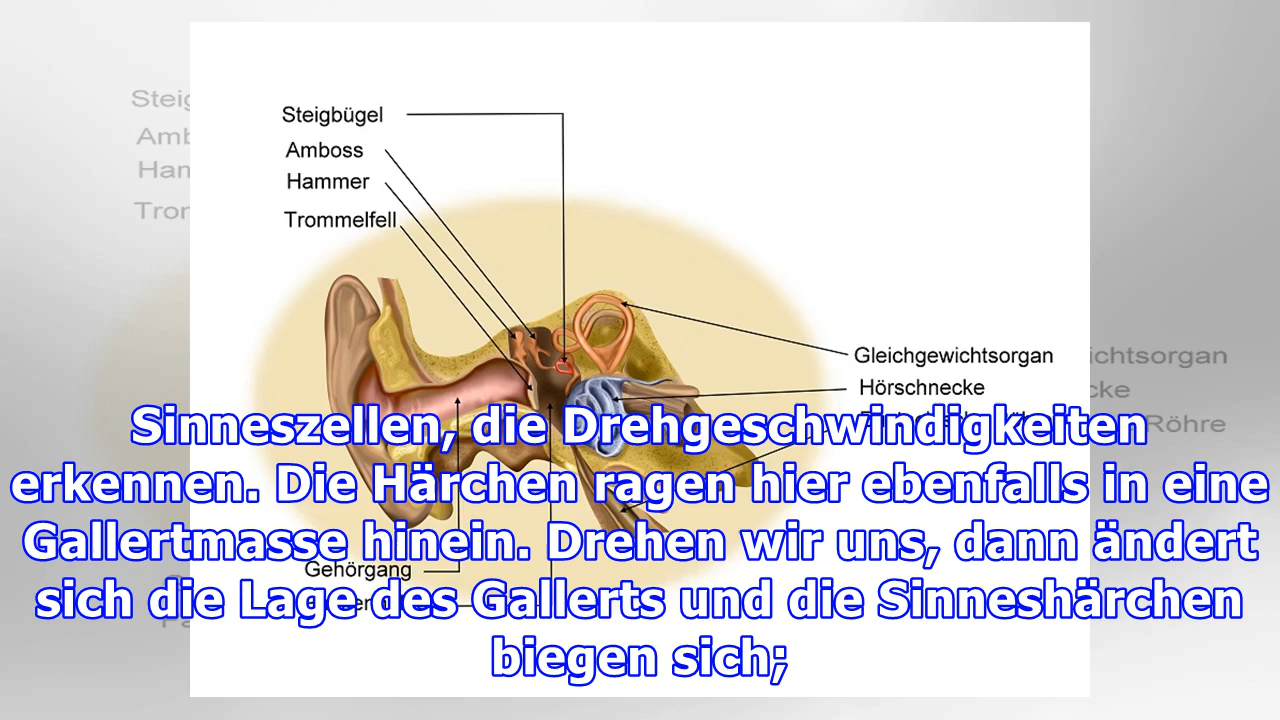 Steigbügel
Amboss
Hammer
Trommelfell
Gleichgewichtsorgan
Hörschnecke
Röhre
Sinneszellen, die Drehgeschwindigkeiten
erkennen. Die Härchen ragen hier ebenfalls in eine
Gallertmasse hinein. Drehen wir uns, dann ändert
Gehörgang
sich die Lage des Gallerts und die Sinneshärchen
biegen sich;